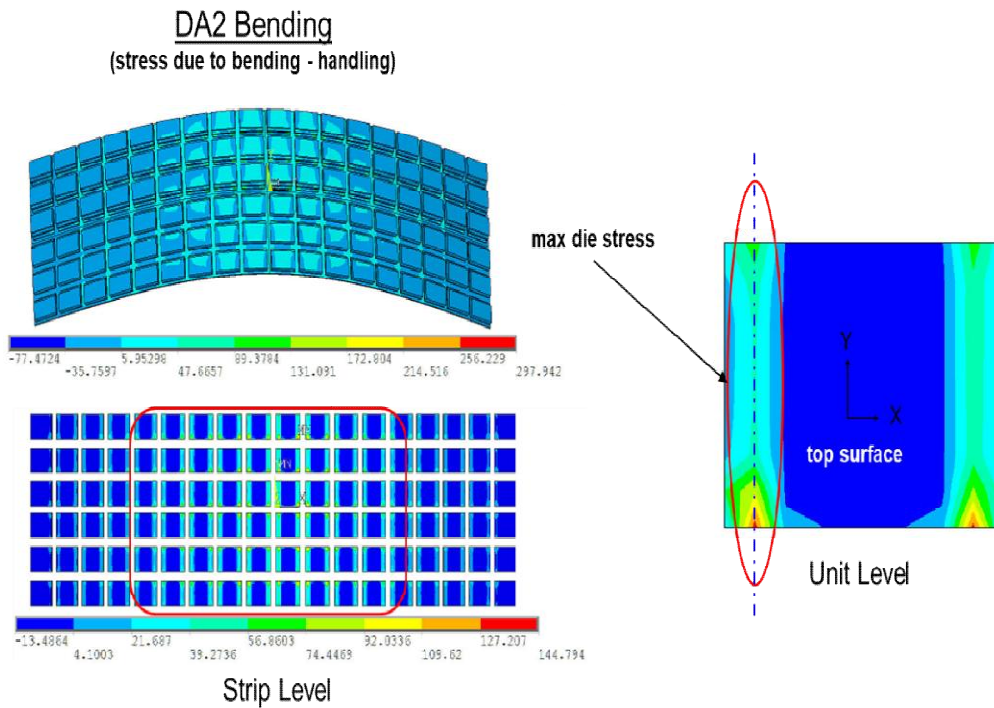 DA2 Bending
(stress due to bending - handling)
-77.4724
-35.7597
5.95298
47.6657
89.3784
131.091
172.804
214.516
256.229
297.942
max die stress
Y
X
top surface
Unit Level
MN
X
-13.4864
4.1003
21.687
39.2736
56.8603
74.4469
92.0336
109.62
127.207
144.794
Strip Level